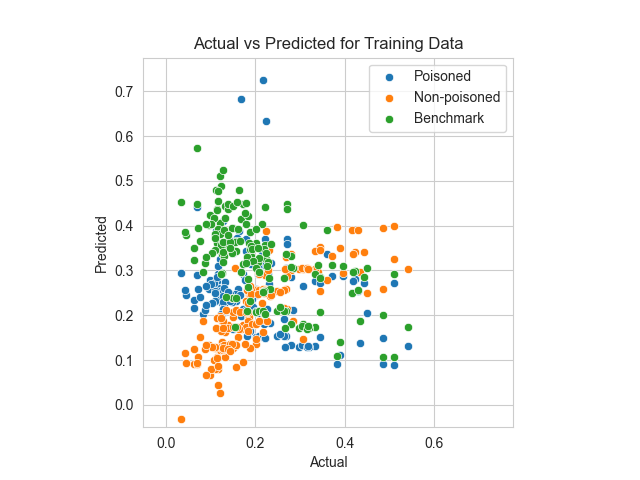 Actual vs Predicted for Training Data
Poisoned
Non-poisoned
Benchmark
Predicted
0.7
0.6
0.5
0.4
0.3
0.2
0.1
0.0
0.0 0.2 0.4 0.6
Actual